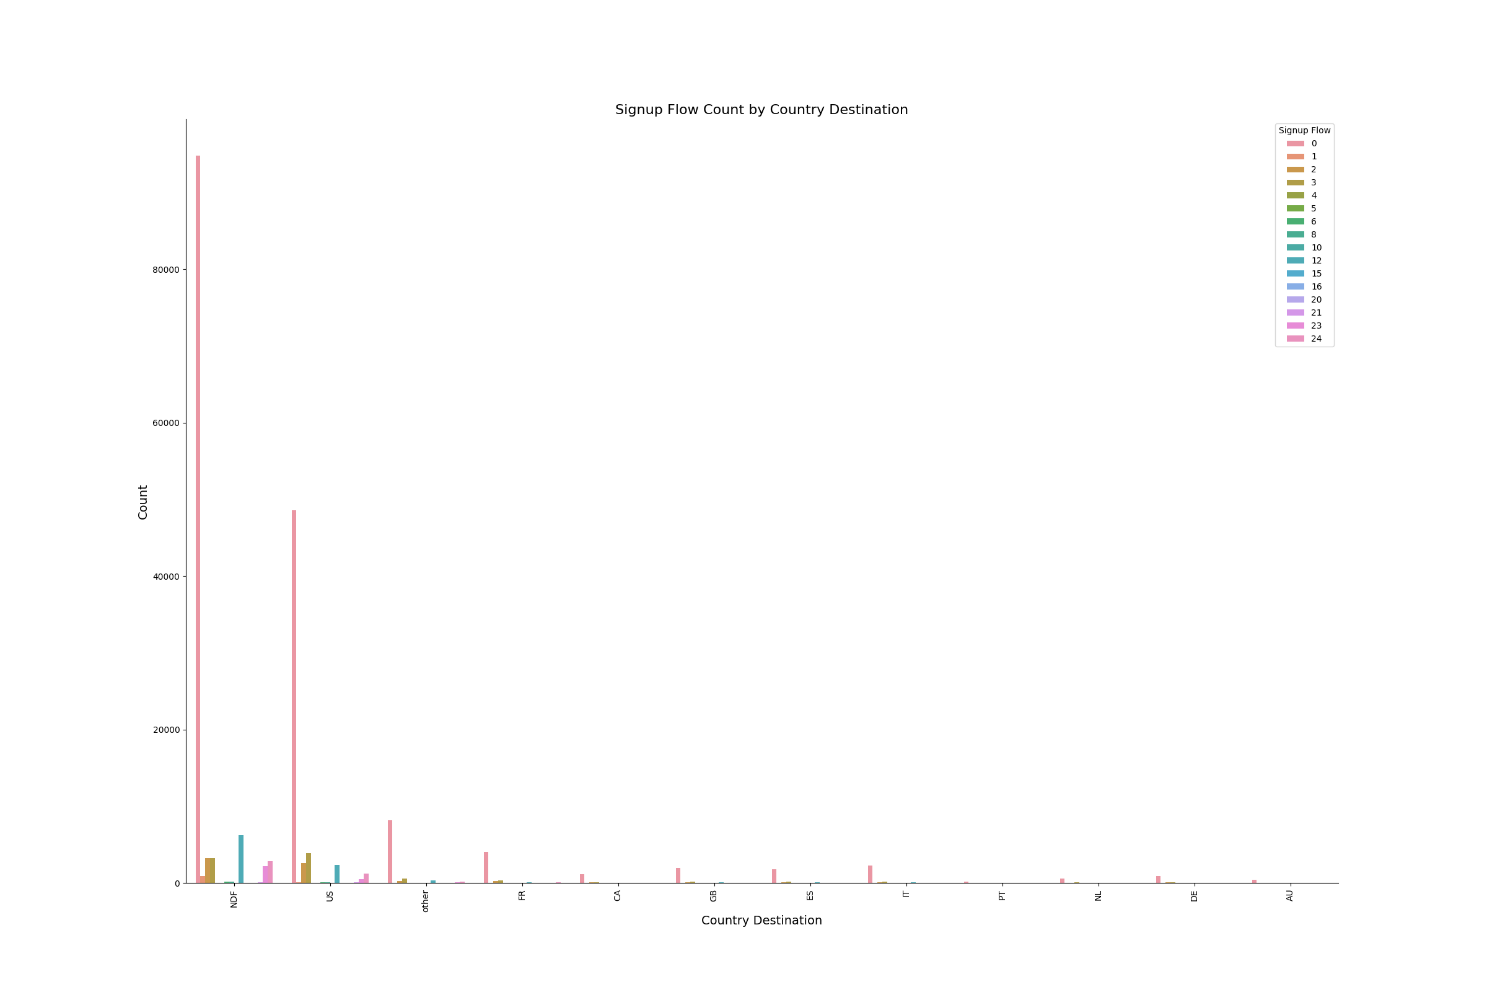 Signup Flow Count by Country Destination
Signup Flow
0
1
2
3
4
5
6
8
10
12
15
16
20
21
23
24
80000
60000
40000
20000
0
Count
NDF
US
other
FR
CA
GB
ES
IT
PT
NL
DE
AU
Country Destination